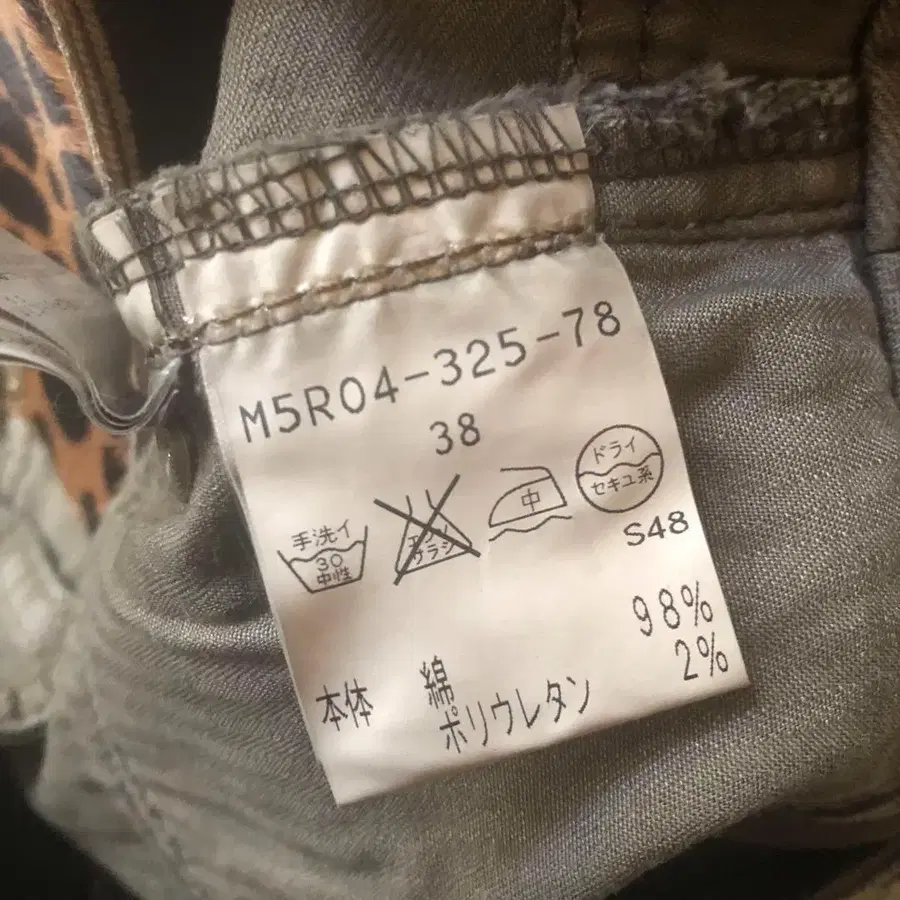 M5R04-325-78
38
手洗イ
30
中性
エンソ
サラシ
中
ドライ
セキユ系
S48
98%
本体 綿
2%
ポリウレタン